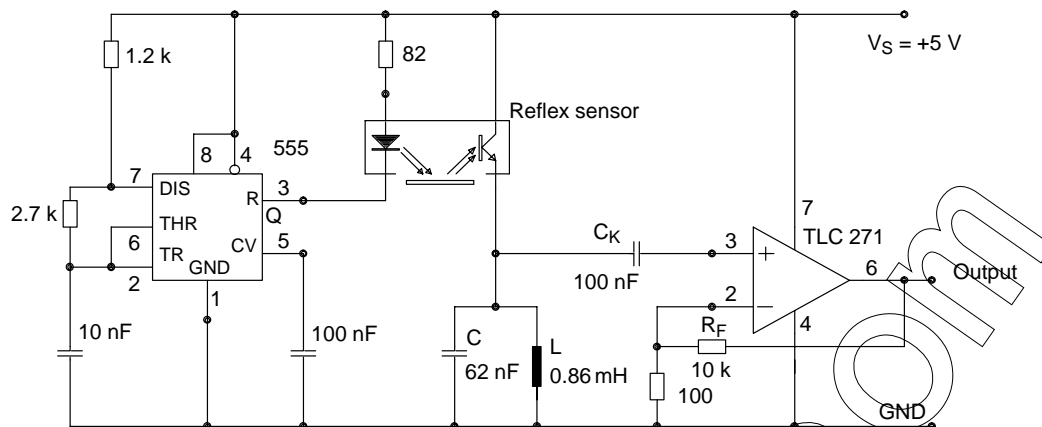 1.2 k
82
V_S = +5 V
Reflex sensor
555
8 4
7
DIS
R
3
Q
2.7 k
THR
6
TR
CV
5
2
GND
1
C_K
100 nF
3
+
7
TLC 271
6
Output
2
−
4
10 nF
100 nF
C
62 nF
L
0.86 mH
R_F
10 k
100
GND
om